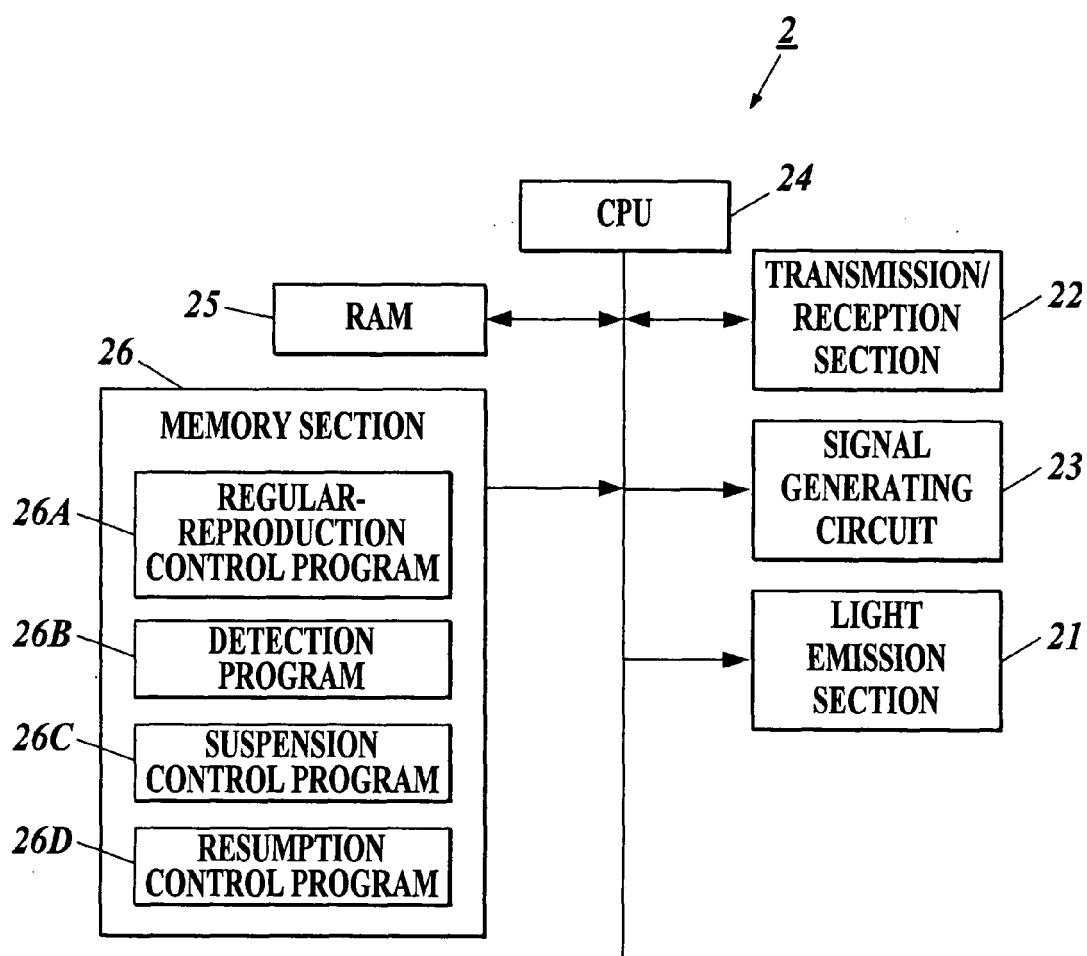 2
CPU
24
TRANSMISSION/
RECEPTION
SECTION
22
25
RAM
26
MEMORY SECTION
SIGNAL
GENERATING
CIRCUIT
23
26A
REGULAR-
REPRODUCTION
CONTROL PROGRAM
26B
DETECTION
PROGRAM
LIGHT
EMISSION
SECTION
21
26C
SUSPENSION
CONTROL PROGRAM
26D
RESUMPTION
CONTROL PROGRAM